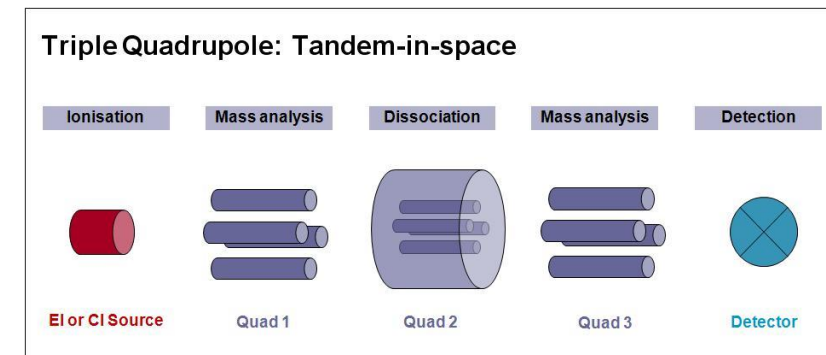 Triple Quadrupole: Tandem-in-space
Ionisation Mass analysis Dissociation Mass analysis Detection
EI or CI Source Quad 1 Quad 2 Quad 3 Detector